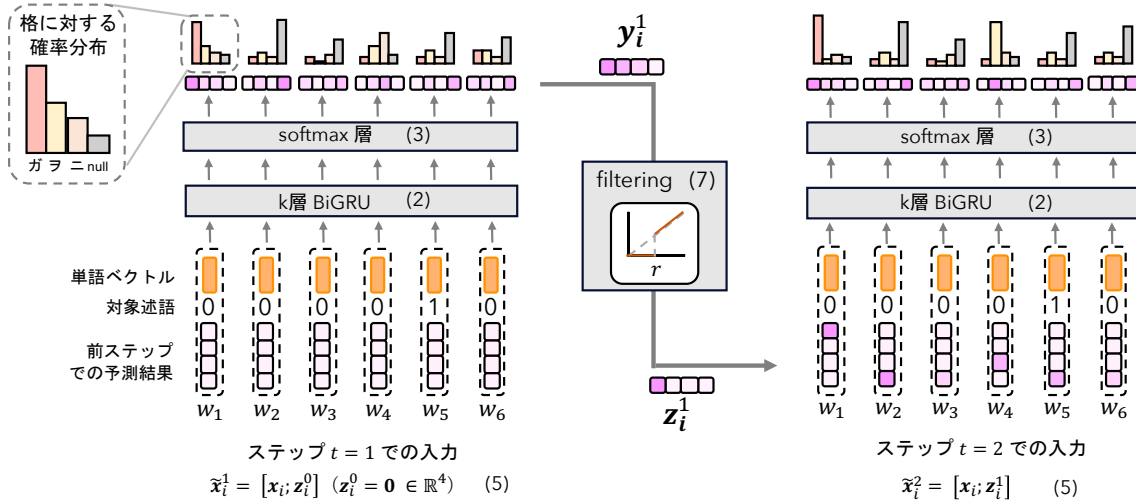 格に対する
確率分布
ガ ヲ ニ null
softmax 層 (3)
k層 BiGRU (2)
単語ベクトル
対象述語 0 0 0 0 1 0
前ステップ
での予測結果
w₁ w₂ w₃ w₄ w₅ w₆
ステップ t = 1 での入力
x̃ᵢ¹ = [xᵢ; zᵢ⁰] (zᵢ⁰ = 0 ∈ ℝ⁴) (5)
yᵢ¹
filtering (7)
r
zᵢ¹
softmax 層 (3)
k層 BiGRU (2)
0 0 0 0 1 0
w₁ w₂ w₃ w₄ w₅ w₆
ステップ t = 2 での入力
x̃ᵢ² = [xᵢ; zᵢ¹] (5)